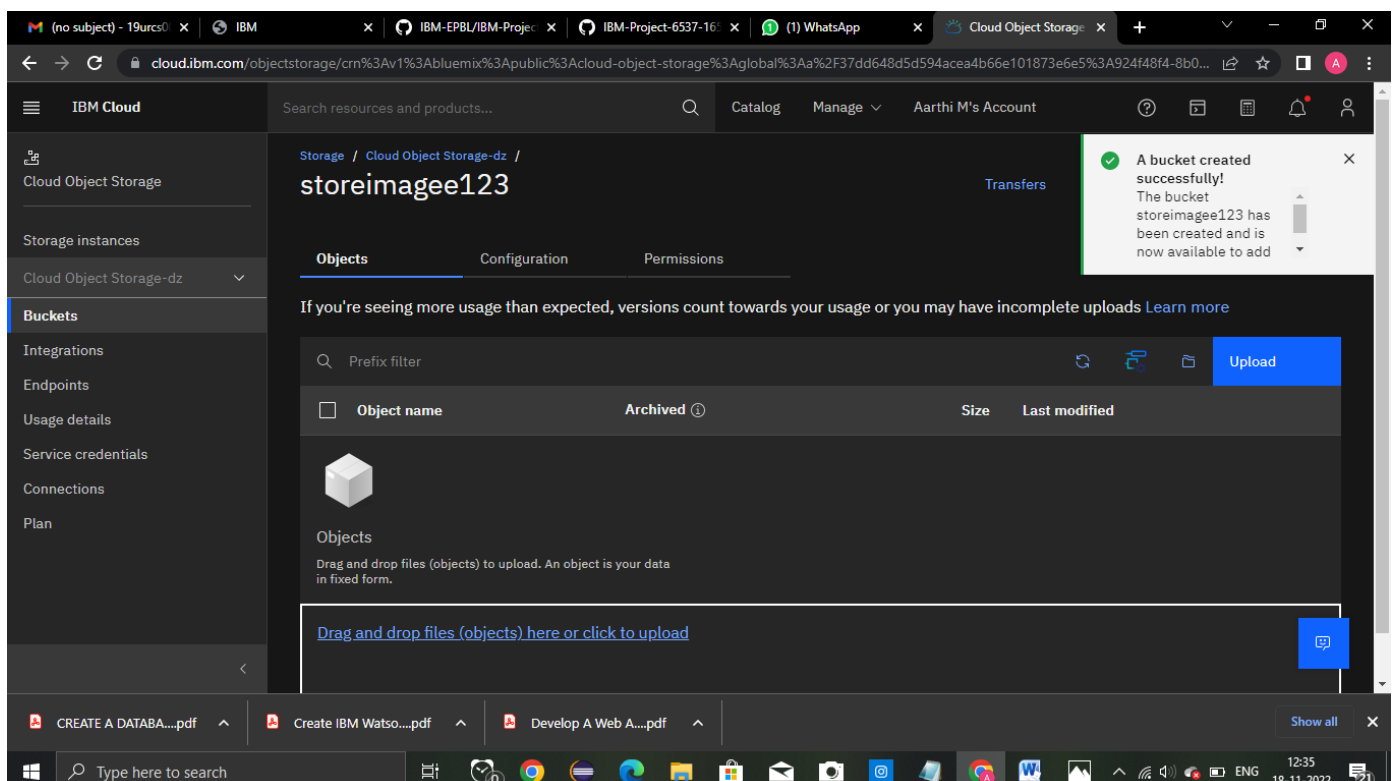 (no subject) - 19urcs0
IBM
IBM-EPBL/IBM-Projec
IBM-Project-6537-165
(1) WhatsApp
Cloud Object Storage
cloud.ibm.com/objectstorage/crn%3Av1%3Abluemix%3Apublic%3Acloud-object-storage%3Aglobal%3Aa%2F37dd648d5d594acea4b66e101873e6e5%3A924f48f4-8b0...
A
IBM Cloud
Search resources and products...
Catalog
Manage
Aarthi M's Account
Cloud Object Storage
Storage instances
Cloud Object Storage-dz
Buckets
Integrations
Endpoints
Usage details
Service credentials
Connections
Plan
Storage / Cloud Object Storage-dz /
storeimagee123
Transfers
A bucket created
successfully!
The bucket
storeimagee123 has
been created and is
now available to add
Objects
Configuration
Permissions
If you're seeing more usage than expected, versions count towards your usage or you may have incomplete uploads Learn more
Prefix filter
Upload
Object name
Archived
Size
Last modified
Objects
Drag and drop files (objects) to upload. An object is your data
in fixed form.
Drag and drop files (objects) here or click to upload
CREATE A DATABA....pdf
Create IBM Watso....pdf
Develop A Web A....pdf
Show all
Type here to search
ENG
12:35
18-11-2022
21